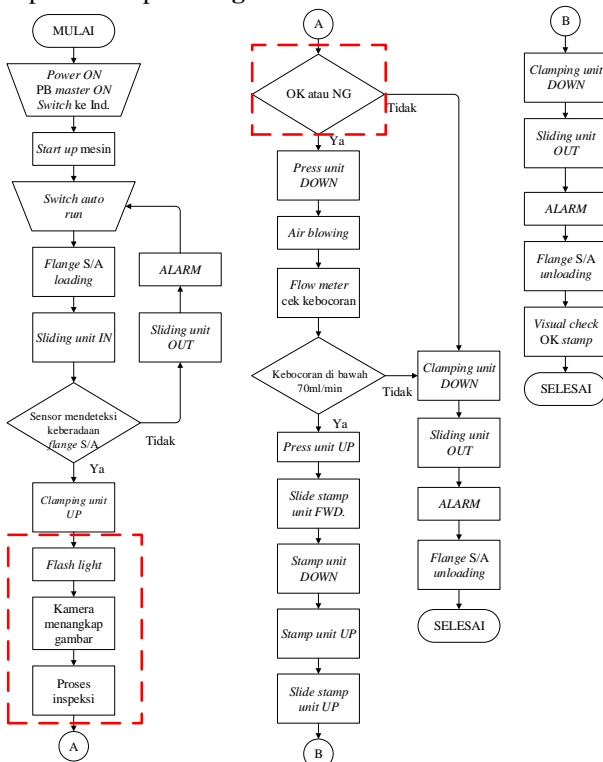 MULAI
Power ON
PB master ON
Switch ke Ind.
Start up mesin
Switch auto
run
Flange S/A
loading
Sliding unit IN
Sensor mendeteksi
keberadaan
flange S/A
Tidak
Ya
ALARM
Sliding unit
OUT
Clamping unit
UP
Flash light
Kamera
menangkap
gambar
Proses
inspeksi
A
A
OK atau NG
Tidak
Ya
Press unit
DOWN
Air blowing
Flow meter
cek kebocoran
Kebocoran di bawah
70ml/min
Tidak
Ya
Press unit UP
Slide stamp
unit FWD.
Stamp unit
DOWN
Stamp unit UP
Slide stamp
unit UP
B
Clamping unit
DOWN
Sliding unit
OUT
ALARM
Flange S/A
unloading
SELESAI
B
Clamping unit
DOWN
Sliding unit
OUT
ALARM
Flange S/A
unloading
Visual check
OK stamp
SELESAI